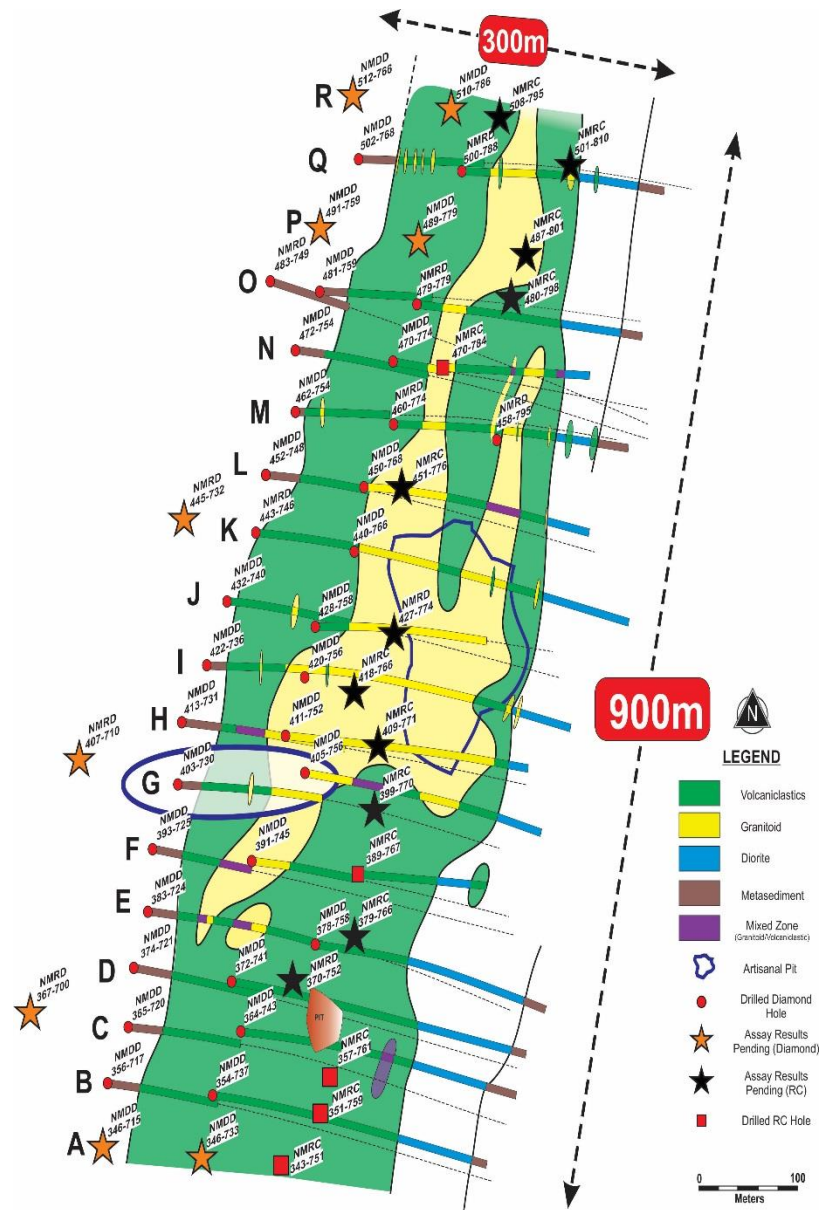 300m
NMDD
512-766
R
NMDD
510-786
NMRC
508-795
NMDD
502-768
Q
NMRD
500-788
NMRC
501-810
NMDD
491-759
P
NMDD
489-779
NMRC
487-801
NMRD
483-749
O
NMDD
481-759
NMRD
479-779
NMRC
480-798
NMDD
472-754
N
NMDD
470-774
NMRC
470-784
NMDD
462-754
M
NMRD
460-774
NMRD
458-795
NMDD
452-748
L
NMDD
450-768
NMRC
451-776
NMRD
445-732
NMRD
443-746
K
NMDD
440-766
NMDD
432-740
J
NMDD
428-758
NMRD
427-774
NMDD
422-736
I
NMDD
420-756
NMRC
418-766
NMDD
413-731
H
NMDD
411-752
NMRC
409-771
NMRD
407-710
NMDD
403-730
G
NMDD
405-756
NMRC
399-770
NMDD
393-725
F
NMDD
391-745
NMRC
389-767
NMDD
383-724
E
NMDD
378-758
NMRC
379-766
NMDD
374-721
D
NMDD
372-741
NMRD
370-752
NMRD
367-700
NMDD
365-720
C
NMDD
364-743
PIT
NMRC
357-761
NMDD
356-717
B
NMDD
354-737
NMRC
351-759
NMDD
346-715
A
NMDD
346-733
NMRC
343-751
900m
N
LEGEND
Volcaniclastics
Granitoid
Diorite
Metasediment
Mixed Zone
(Granitoid/Volcaniclastic)
Artisanal Pit
Drilled Diamond
Hole
Assay Results
Pending (Diamond)
Assay Results
Pending (RC)
Drilled RC Hole
0 100
Meters